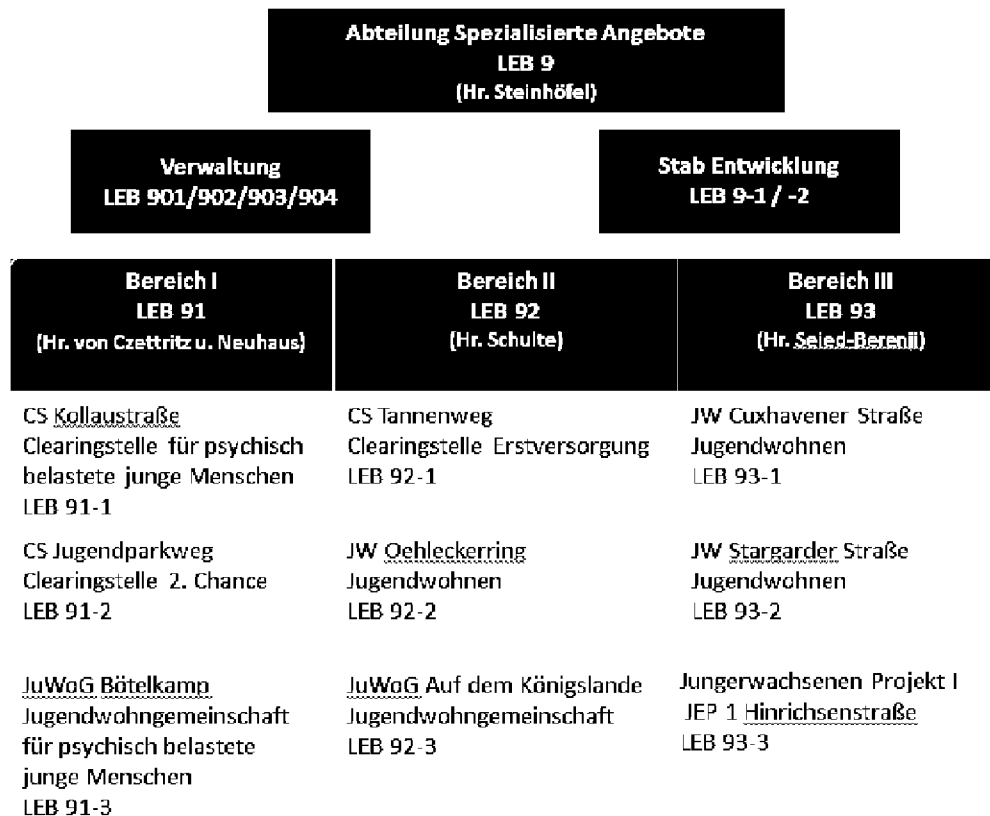 Abteilung Spezialisierte Angebote
LEB 9
(Hr. Steinhöfel)
Verwaltung
LEB 901/902/903/904
Stab Entwicklung
LEB 9-1 / -2
Bereich I
LEB 91
(Hr. von Czettritz u. Neuhaus)
CS Kollaustraße
Clearingstelle für psychisch
belastete junge Menschen
LEB 91-1
CS Jugendparkweg
Clearingstelle 2. Chance
LEB 91-2
JuWoG Bötelkamp
Jugendwohngemeinschaft
für psychisch belastete
junge Menschen
LEB 91-3
Bereich II
LEB 92
(Hr. Schulte)
CS Tannenweg
Clearingstelle Erstversorgung
LEB 92-1
JW Oehleckerring
Jugendwohnen
LEB 92-2
JuWoG Auf dem Königslande
Jugendwohngemeinschaft
LEB 92-3
Bereich III
LEB 93
(Hr. Seied-Berenji)
JW Cuxhavener Straße
Jugendwohnen
LEB 93-1
JW Stargarder Straße
Jugendwohnen
LEB 93-2
Jungerwachsenen Projekt I
JEP 1 Hinrichsenstraße
LEB 93-3